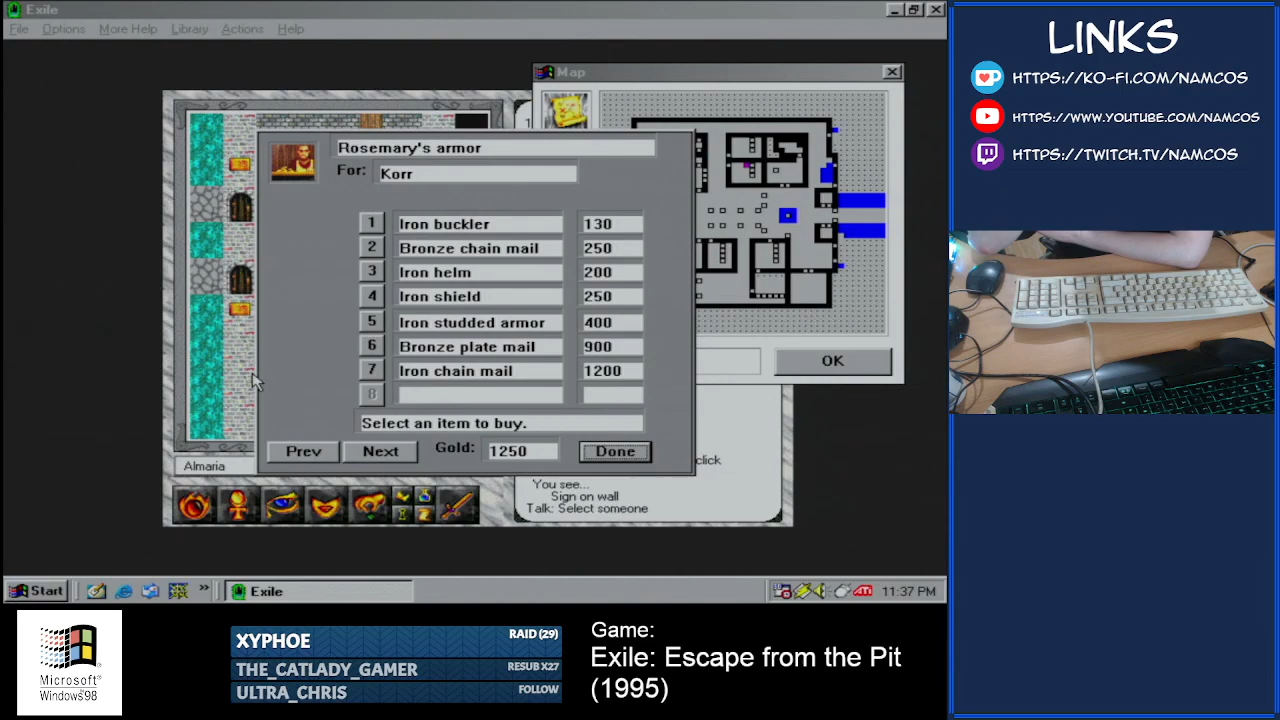 Exile
File Options More Help Library Actions Help
Map
Rosemary's armor
For: Korr
1 Iron buckler 130
2 Bronze chain mail 250
3 Iron helm 200
4 Iron shield 250
5 Iron studded armor 400
6 Bronze plate mail 900
7 Iron chain mail 1200
8
Select an item to buy.
Prev Next Gold: 1250 Done
OK
Almaria
click
You see...
Sign on wall
Talk: Select someone
Start Exile 11:37 PM
LINKS
HTTPS://KO-FI.COM/NAMCOS
HTTPS://WWW.YOUTUBE.COM/NAMCOS
HTTPS://TWITCH.TV/NAMCOS
Microsoft
Windows 98
XYPHOE RAID (29)
THE_CATLADY_GAMER RESUB X27
ULTRA_CHRIS FOLLOW
Game:
Exile: Escape from the Pit
(1995)